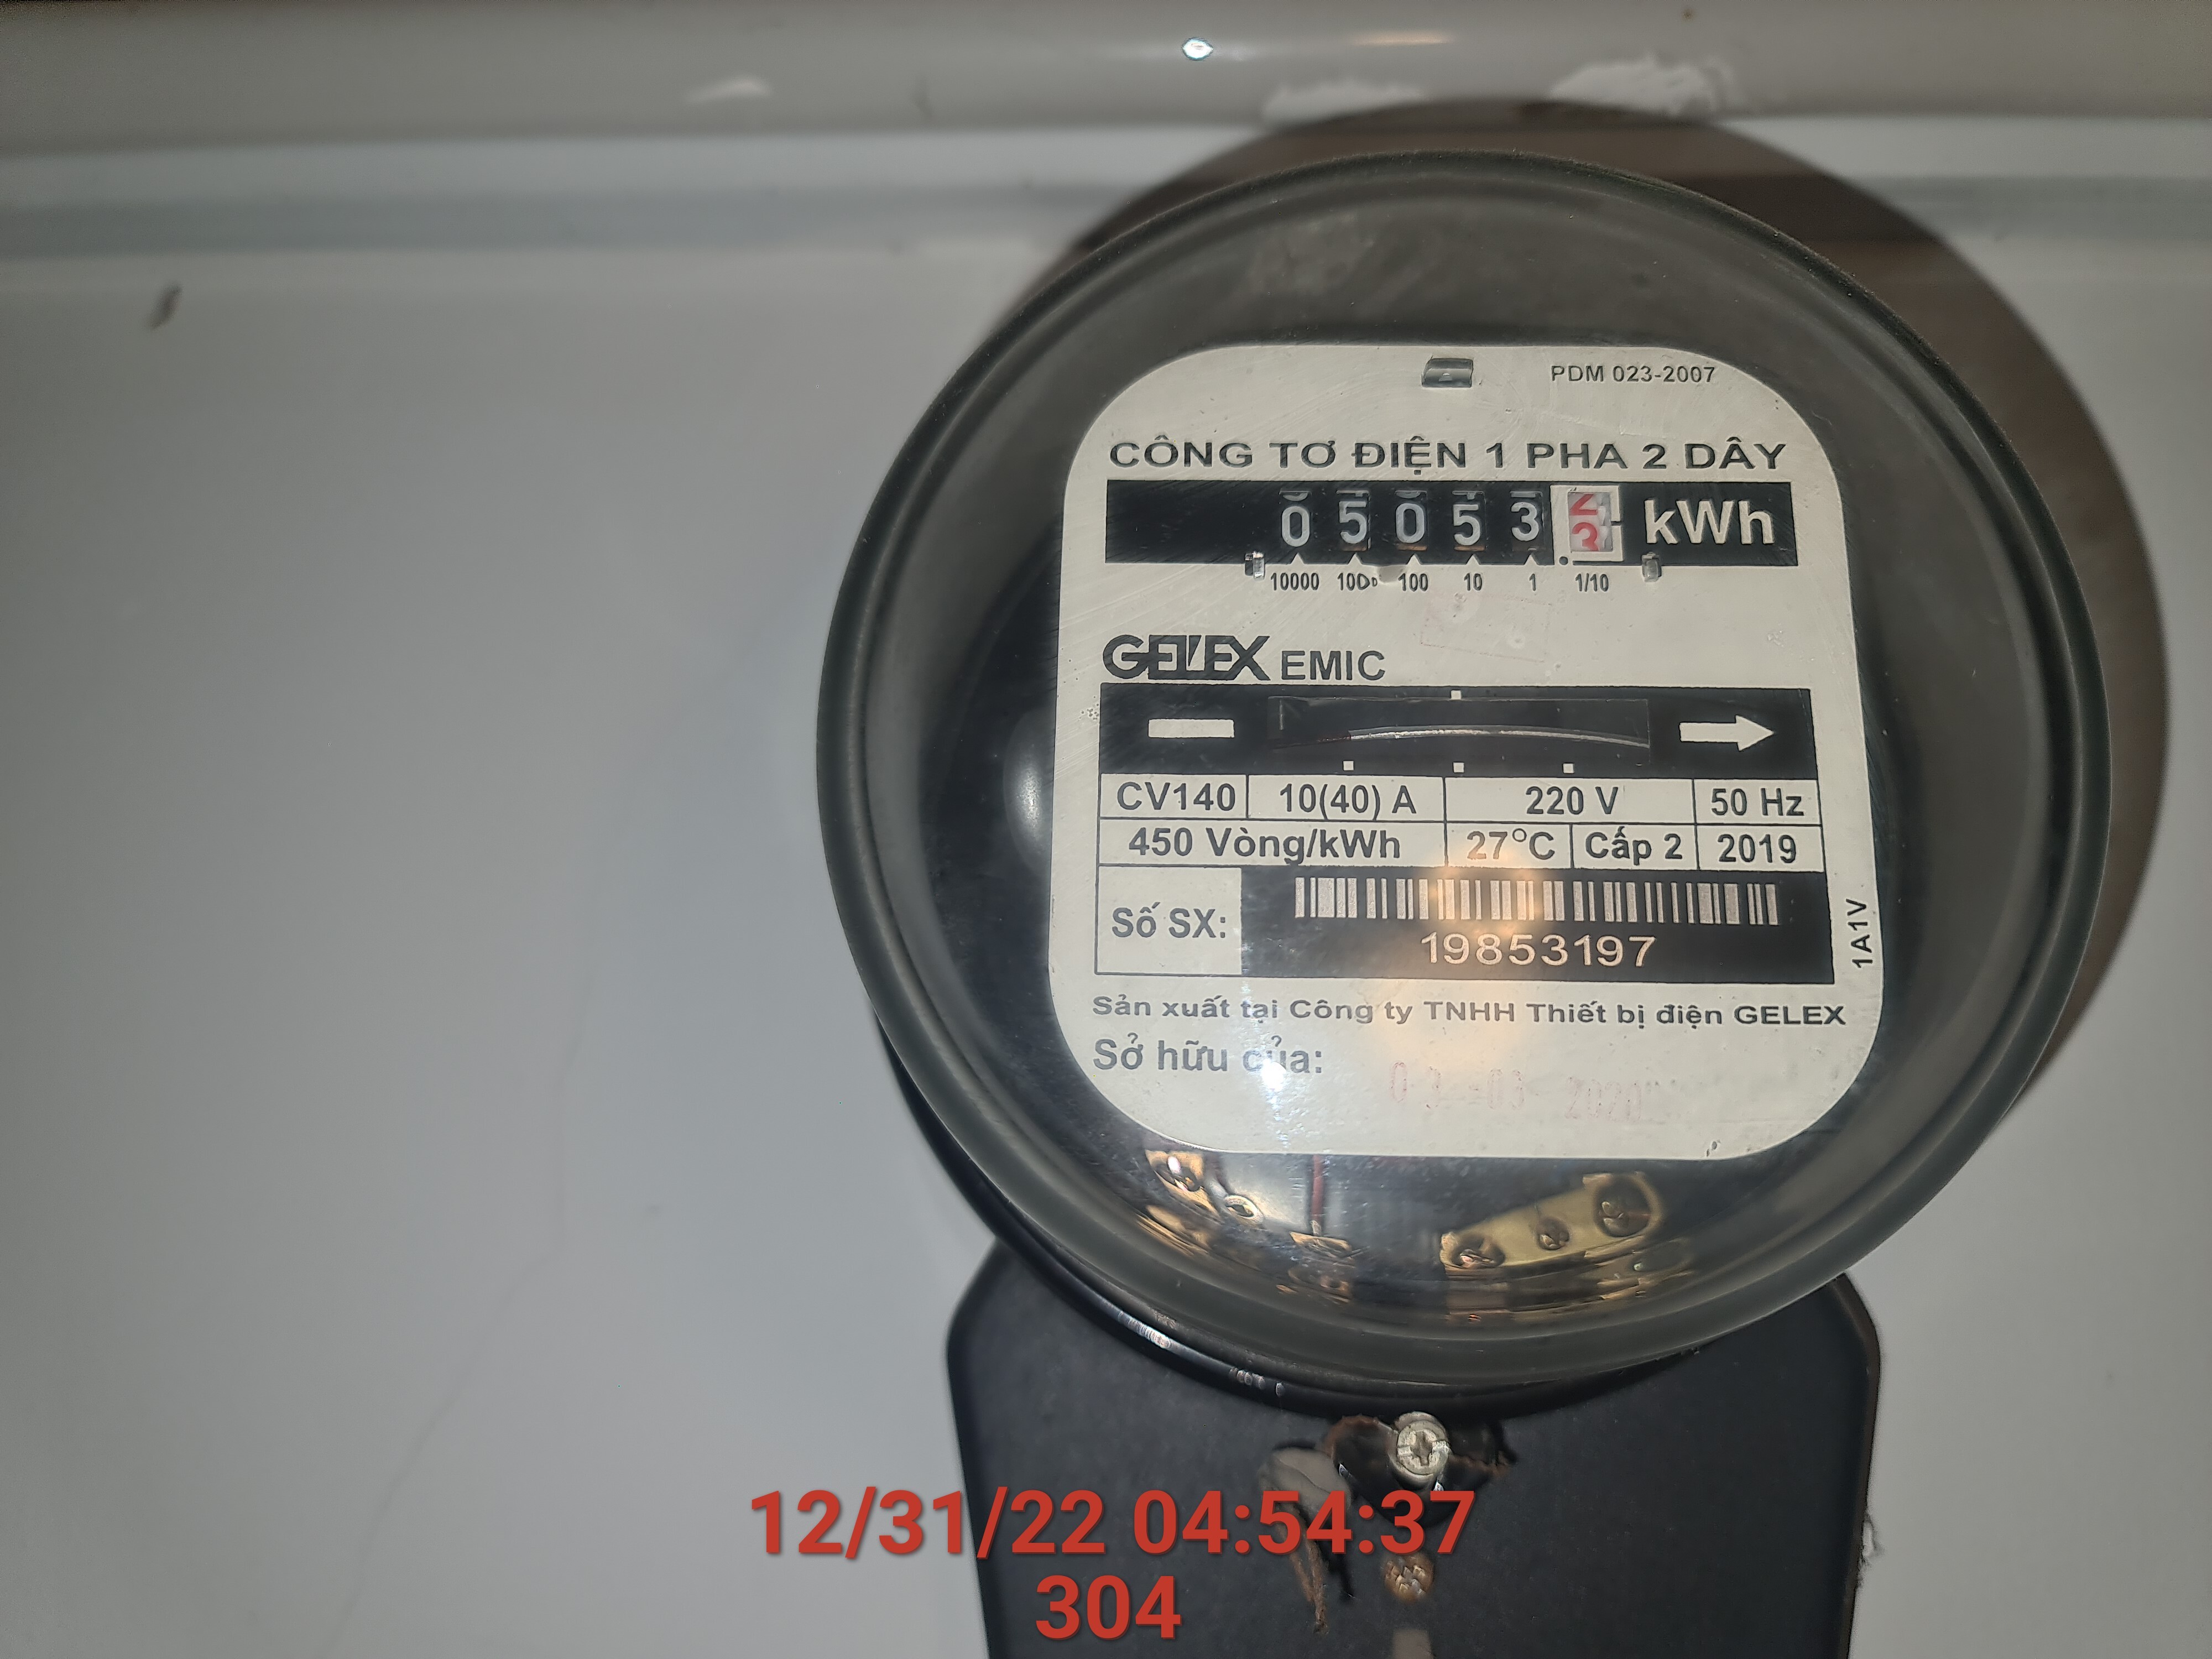 PDM 023-2007
CÔNG TƠ ĐIỆN 1 PHA 2 DÂY
0 5 0 5 3 kWh
10000 1000 100 10 1 1/10
GELEX EMIC
CV140 10(40) A 220 V 50 Hz
450 Vòng/kWh 27°C Cấp 2 2019
Số SX:
19853197
1A1V
Sản xuất tại Công ty TNHH Thiết bị điện GELEX
Sở hữu của:
03 -03- 2020
12/31/22 04:54:37
304